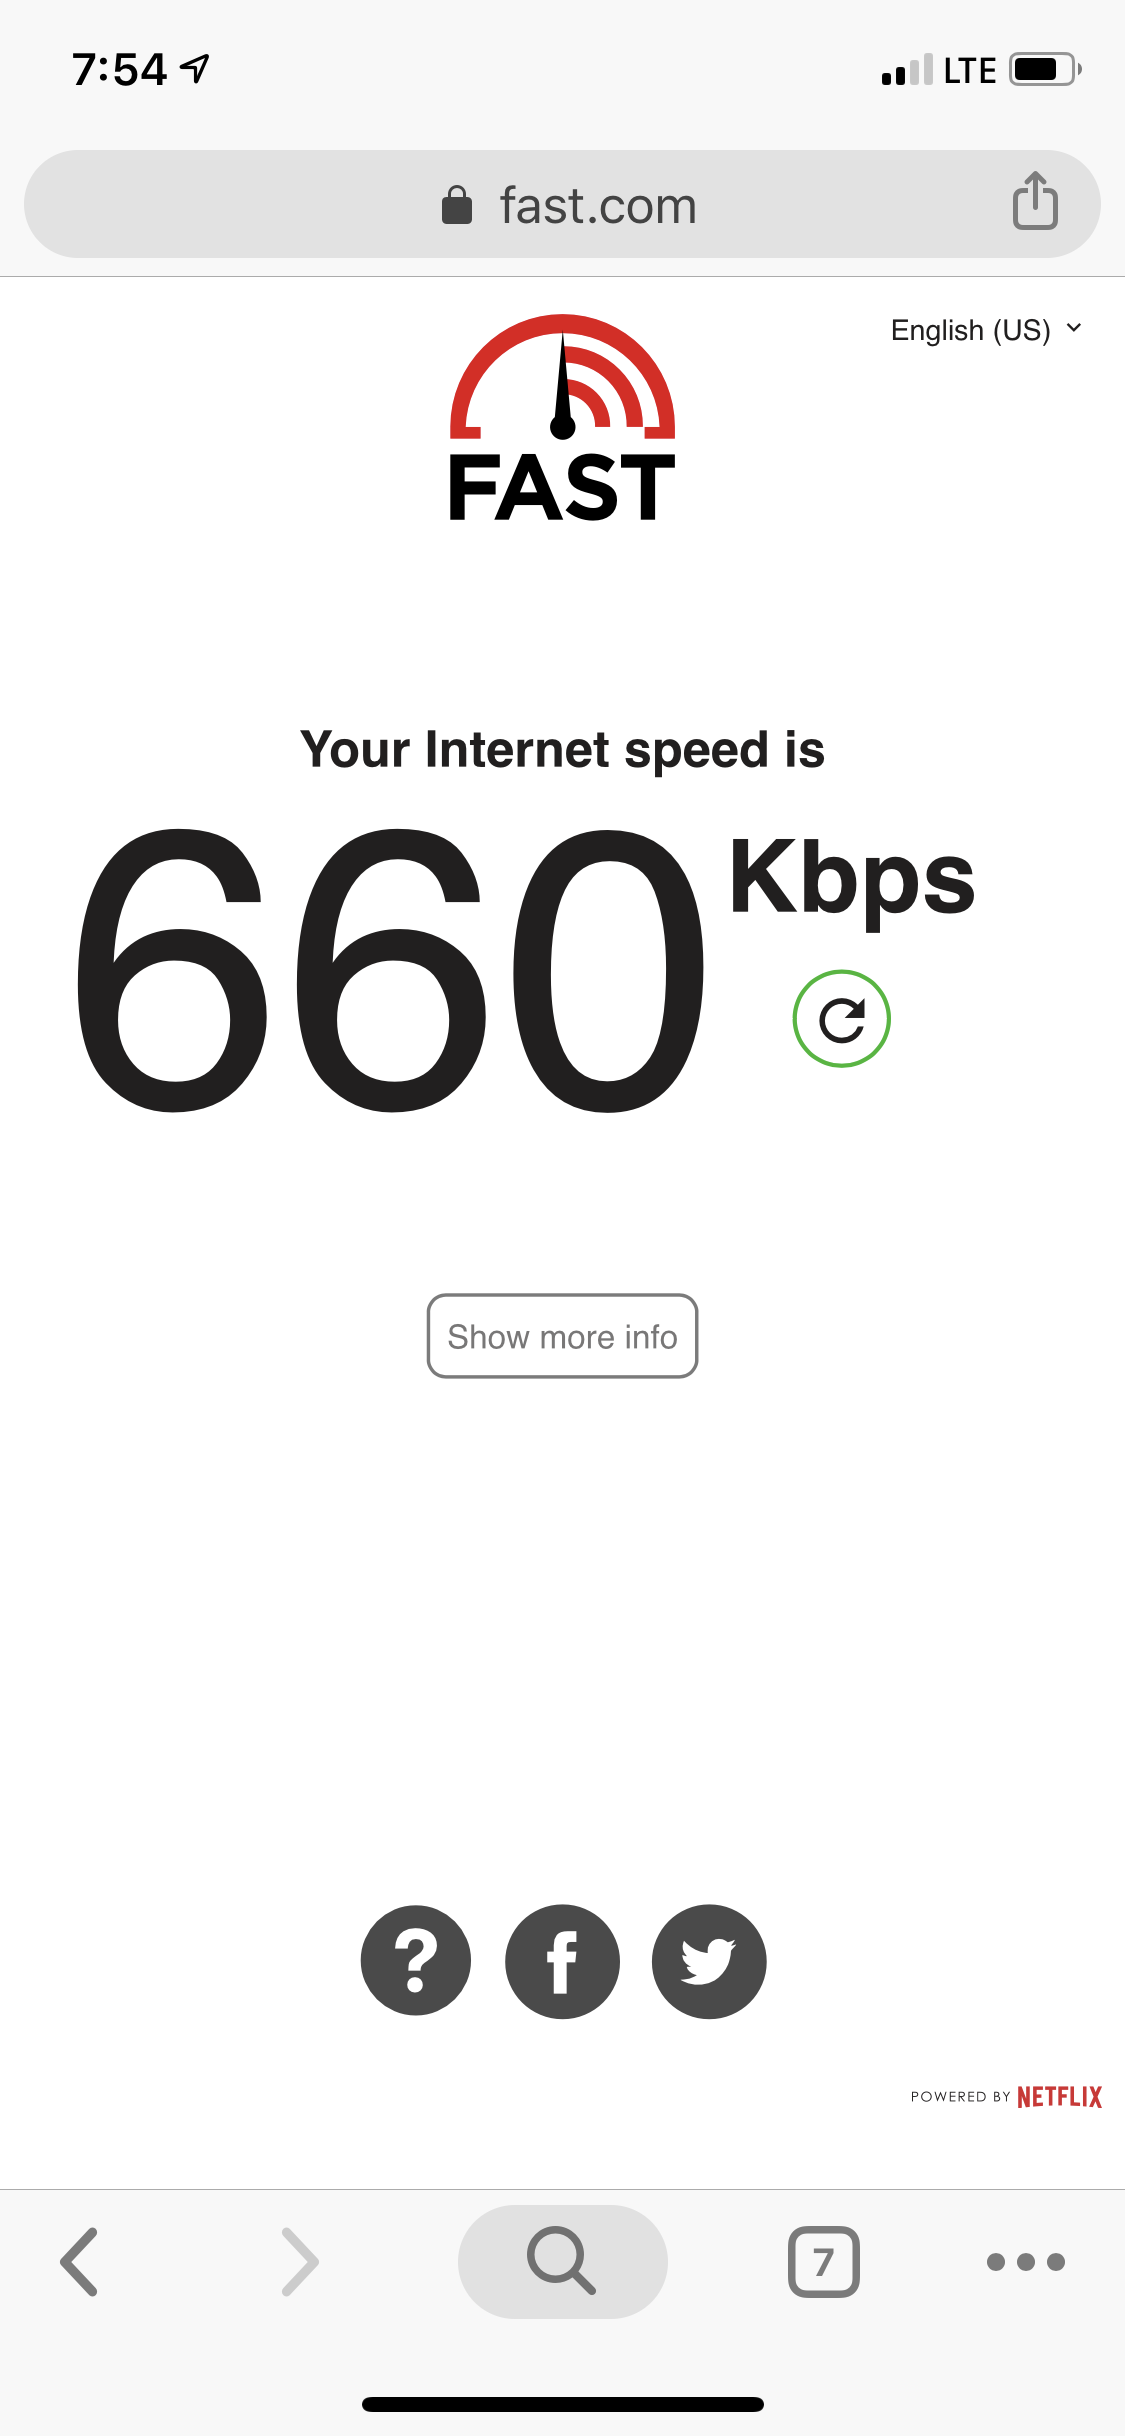 7:54 LTE
fast.com
English (US)
FAST
Your Internet speed is
660 Kbps
Show more info
?
f
POWERED BY NETFLIX
7